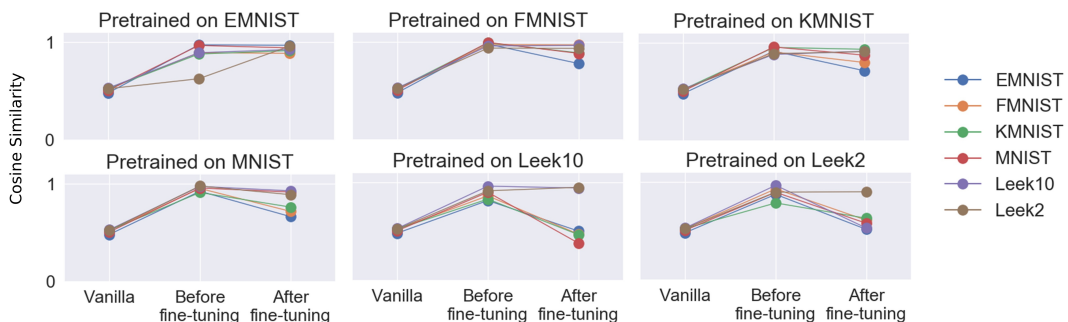 Pretrained on EMNIST
Pretrained on FMNIST
Pretrained on KMNIST
1
0
Cosine Similarity
Pretrained on MNIST
Pretrained on Leek10
Pretrained on Leek2
1
0
Vanilla
Before
fine-tuning
After
fine-tuning
Vanilla
Before
fine-tuning
After
fine-tuning
Vanilla
Before
fine-tuning
After
fine-tuning
EMNIST
FMNIST
KMNIST
MNIST
Leek10
Leek2